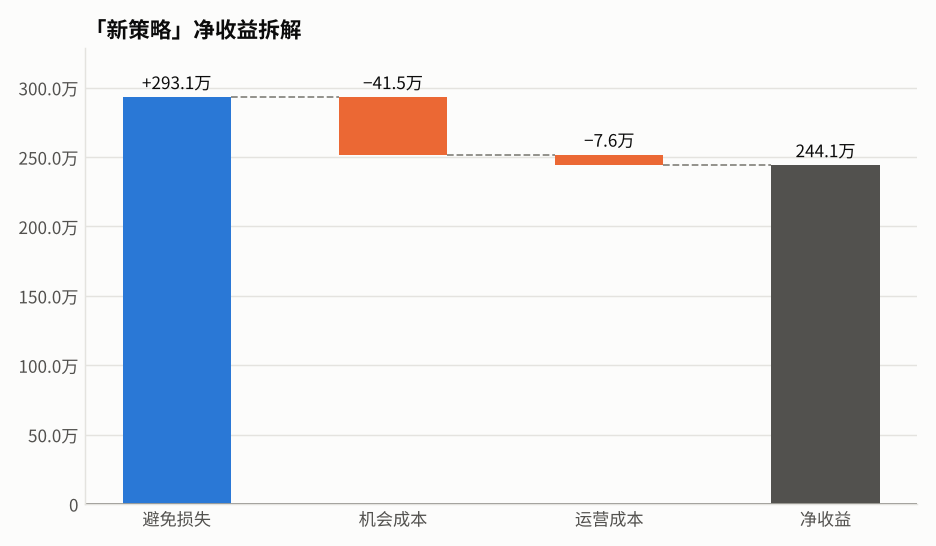 「新策略」净收益拆解
300.0万
250.0万
200.0万
150.0万
100.0万
50.0万
0
+293.1万
−41.5万
−7.6万
244.1万
避免损失
机会成本
运营成本
净收益